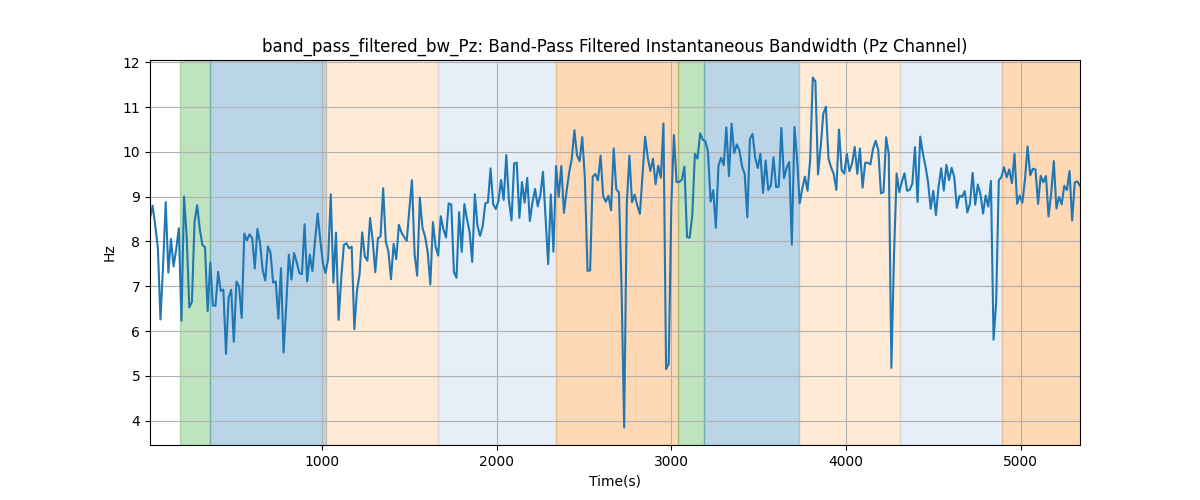 band_pass_filtered_bw_Pz: Band-Pass Filtered Instantaneous Bandwidth (Pz Channel)
12
11
10
9
8
7
6
5
4
Hz
1000 2000 3000 4000 5000
Time(s)